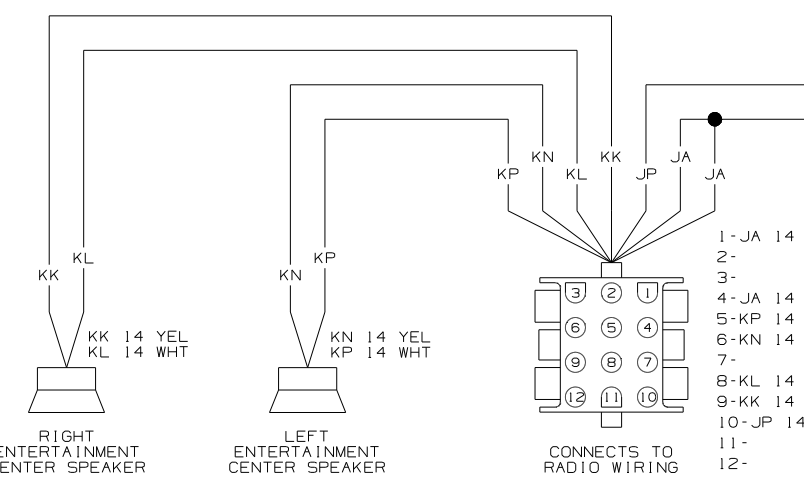 KP
KN
KL
KK
JP
JA
JA
KK
KL
KN
KP
KK 14 YEL
KL 14 WHT
KN 14 YEL
KP 14 WHT
RIGHT
ENTERTAINMENT
CENTER SPEAKER
LEFT
ENTERTAINMENT
CENTER SPEAKER
3 2 1
6 5 4
9 8 7
12 11 10
CONNECTS TO
RADIO WIRING
1-JA 14
2-
3-
4-JA 14
5-KP 14
6-KN 14
7-
8-KL 14
9-KK 14
10-JP 14
11-
12-